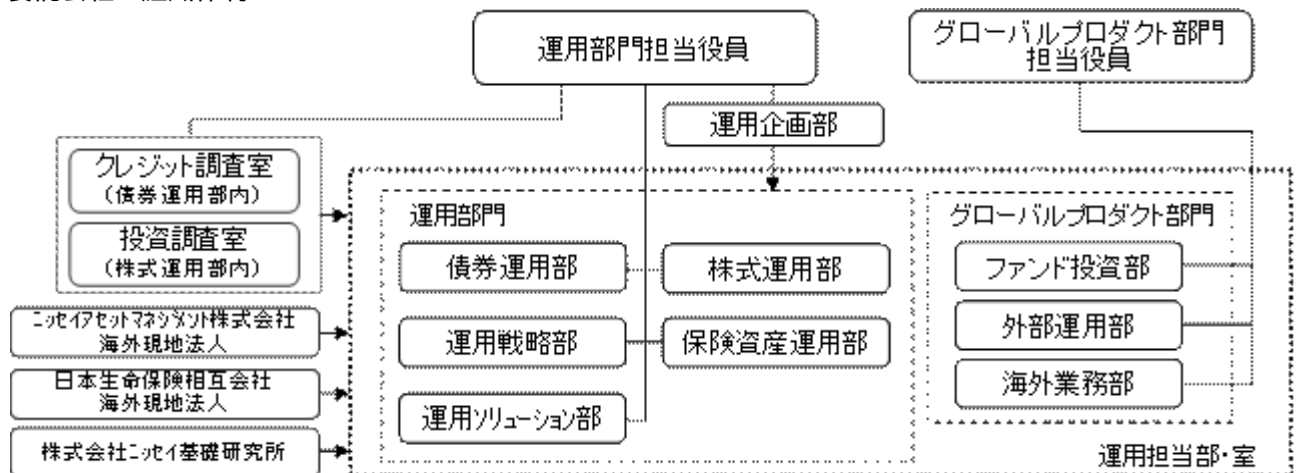 運用部門担当役員
グローバルプロダクト部門
担当役員
運用企画部
クレジット調査室
(債券運用部内)
投資調査室
(株式運用部内)
運用部門
グローバルプロダクト部門
債券運用部
株式運用部
ファンド投資部
ニッセイアセットマネジメント株式会社
海外現地法人
運用戦略部
保険資産運用部
外部運用部
日本生命保険相互会社
海外現地法人
海外業務部
運用ソリューション部
株式会社ニッセイ基礎研究所
運用担当部・室